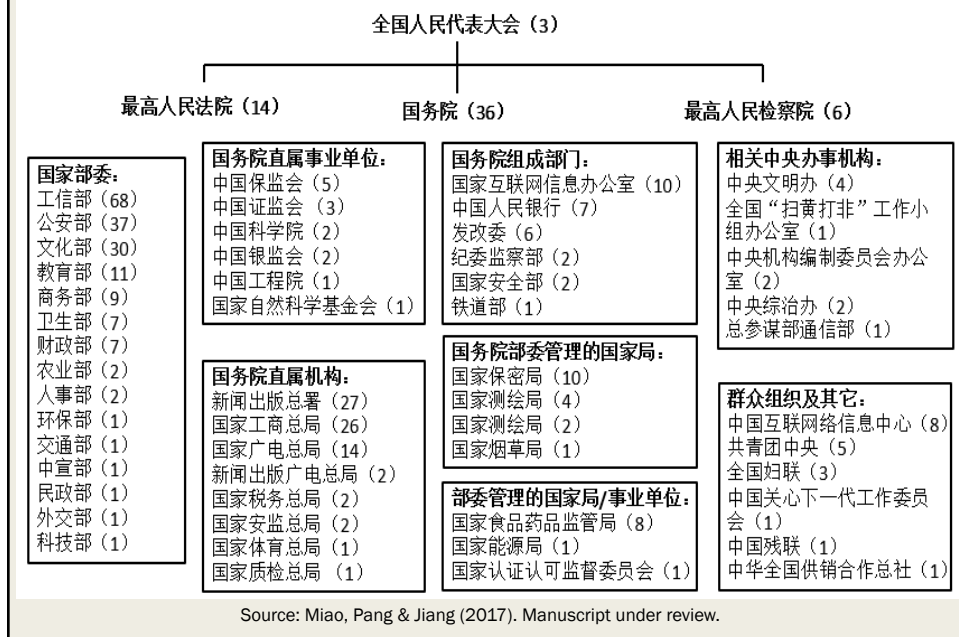 全国人民代表大会（3）
最高人民法院（14）
国务院（36）
最高人民检察院（6）
国家部委：
工信部（68）
公安部（37）
文化部（30）
教育部（11）
商务部（9）
卫生部（7）
财政部（7）
农业部（2）
人事部（2）
环保部（1）
交通部（1）
中宣部（1）
民政部（1）
外交部（1）
科技部（1）
国务院直属事业单位：
中国保监会（5）
中国证监会 （3）
中国科学院（2）
中国银监会（2）
中国工程院（1）
国家自然科学基金会（1）
国务院直属机构：
新闻出版总署（27）
国家工商总局（26）
国家广电总局（14）
新闻出版广电总局（2）
国家税务总局（2）
国家安监总局（2）
国家体育总局（1）
国家质检总局 （1）
国务院组成部门：
国家互联网信息办公室（10）
中国人民银行（7）
发改委（6）
纪委监察部（2）
国家安全部（2）
铁道部（1）
国务院部委管理的国家局：
国家保密局（10）
国家测绘局（4）
国家测绘局（2）
国家烟草局（1）
部委管理的国家局/事业单位：
国家食品药品监管局（8）
国家能源局（1）
国家认证认可监督委员会（1）
相关中央办事机构：
中央文明办（4）
全国“扫黄打非”工作小
组办公室（1）
中央机构编制委员会办公
室（2）
中央综治办（2）
总参谋部通信部（1）
群众组织及其它：
中国互联网络信息中心（8）
共青团中央（5）
全国妇联（3）
中国关心下一代工作委员
会（1）
中国残联（1）
中华全国供销合作总社（1）
Source: Miao, Pang & Jiang (2017). Manuscript under review.